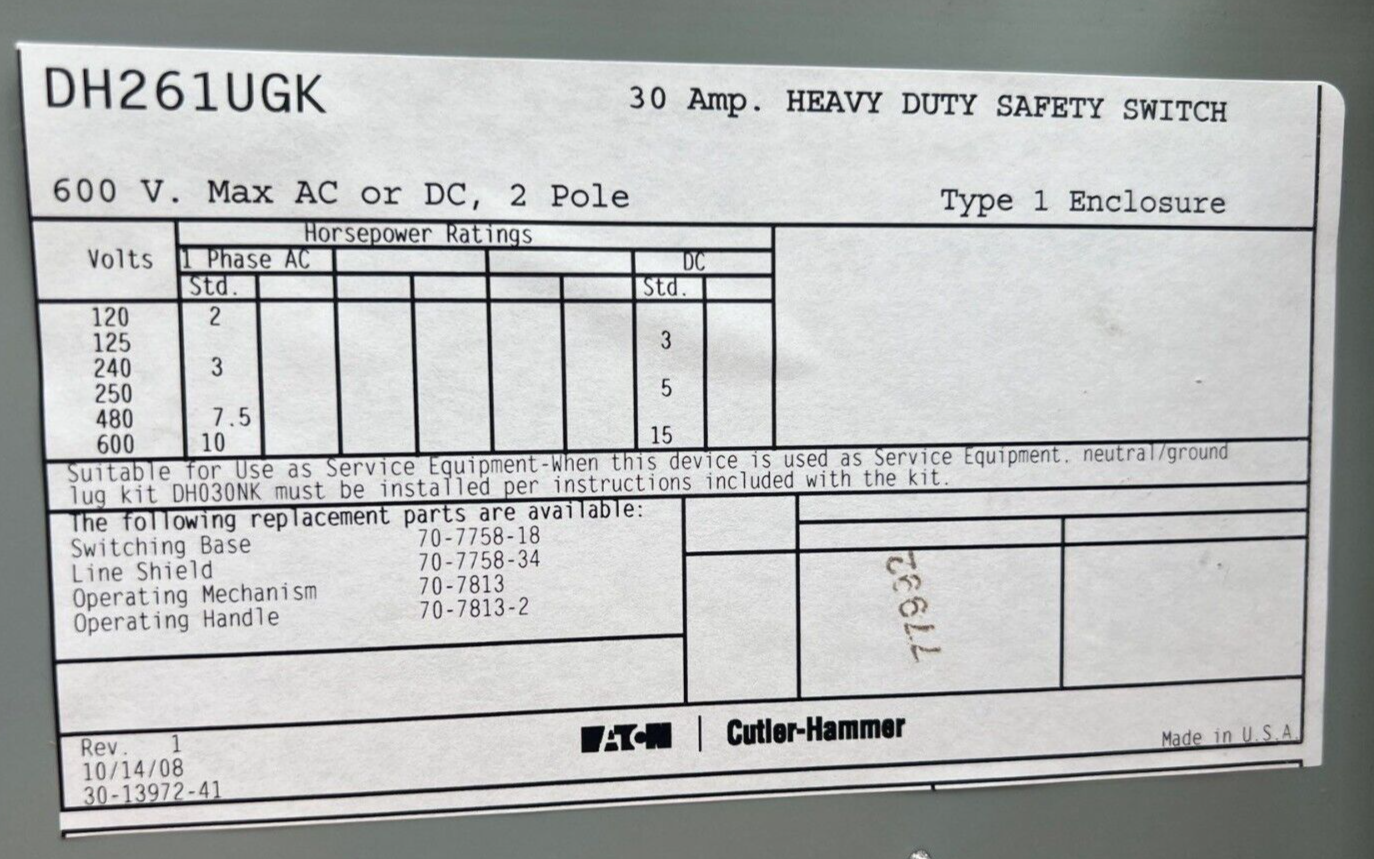 DH261UGK
30 Amp. HEAVY DUTY SAFETY SWITCH
600 V. Max AC or DC, 2 Pole
Type 1 Enclosure
Horsepower Ratings
Volts 1 Phase AC DC
Std. Std.
120 2
125 3
240 3
250 5
480 7.5
600 10 15
Suitable for Use as Service Equipment-When this device is used as Service Equipment. neutral/ground
lug kit DH030NK must be installed per instructions included with the kit.
The following replacement parts are available:
Switching Base 70-7758-18
Line Shield 70-7758-34
Operating Mechanism 70-7813
Operating Handle 70-7813-2
77992
Rev. 1
10/14/08
30-13972-41
EATON | Cutler-Hammer
Made in U.S.A.